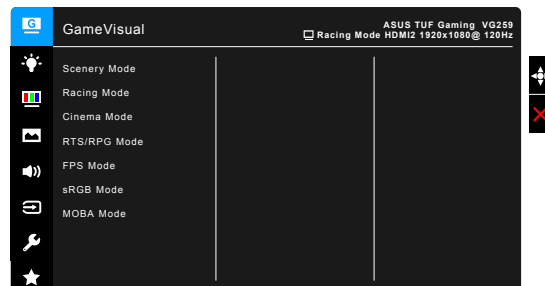 G
GameVisual
ASUS TUF Gaming VG259
Racing Mode HDMI2 1920x1080@ 120Hz
Scenery Mode
Racing Mode
Cinema Mode
RTS/RPG Mode
FPS Mode
sRGB Mode
MOBA Mode